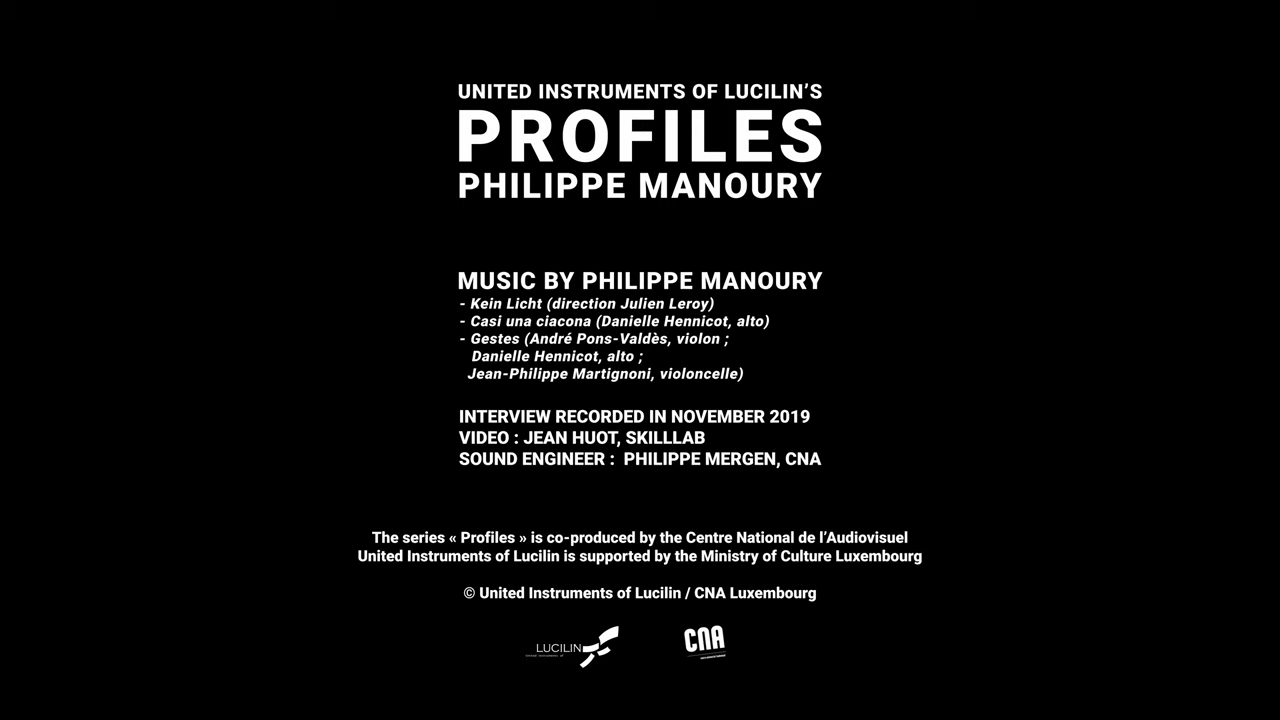 UNITED INSTRUMENTS OF LUCILIN'S
PROFILES
PHILIPPE MANOURY
MUSIC BY PHILIPPE MANOURY
- Kein Licht (direction Julien Leroy)
- Casi una ciacona (Danielle Hennicot, alto)
- Gestes (André Pons-Valdès, violon ;
Danielle Hennicot, alto ;
Jean-Philippe Martignoni, violoncelle)
INTERVIEW RECORDED IN NOVEMBER 2019
VIDEO : JEAN HUOT, SKILLLAB
SOUND ENGINEER : PHILIPPE MERGEN, CNA
The series « Profiles » is co-produced by the Centre National de l'Audiovisuel
United Instruments of Lucilin is supported by the Ministry of Culture Luxembourg
© United Instruments of Lucilin / CNA Luxembourg
LUCILIN
CNA